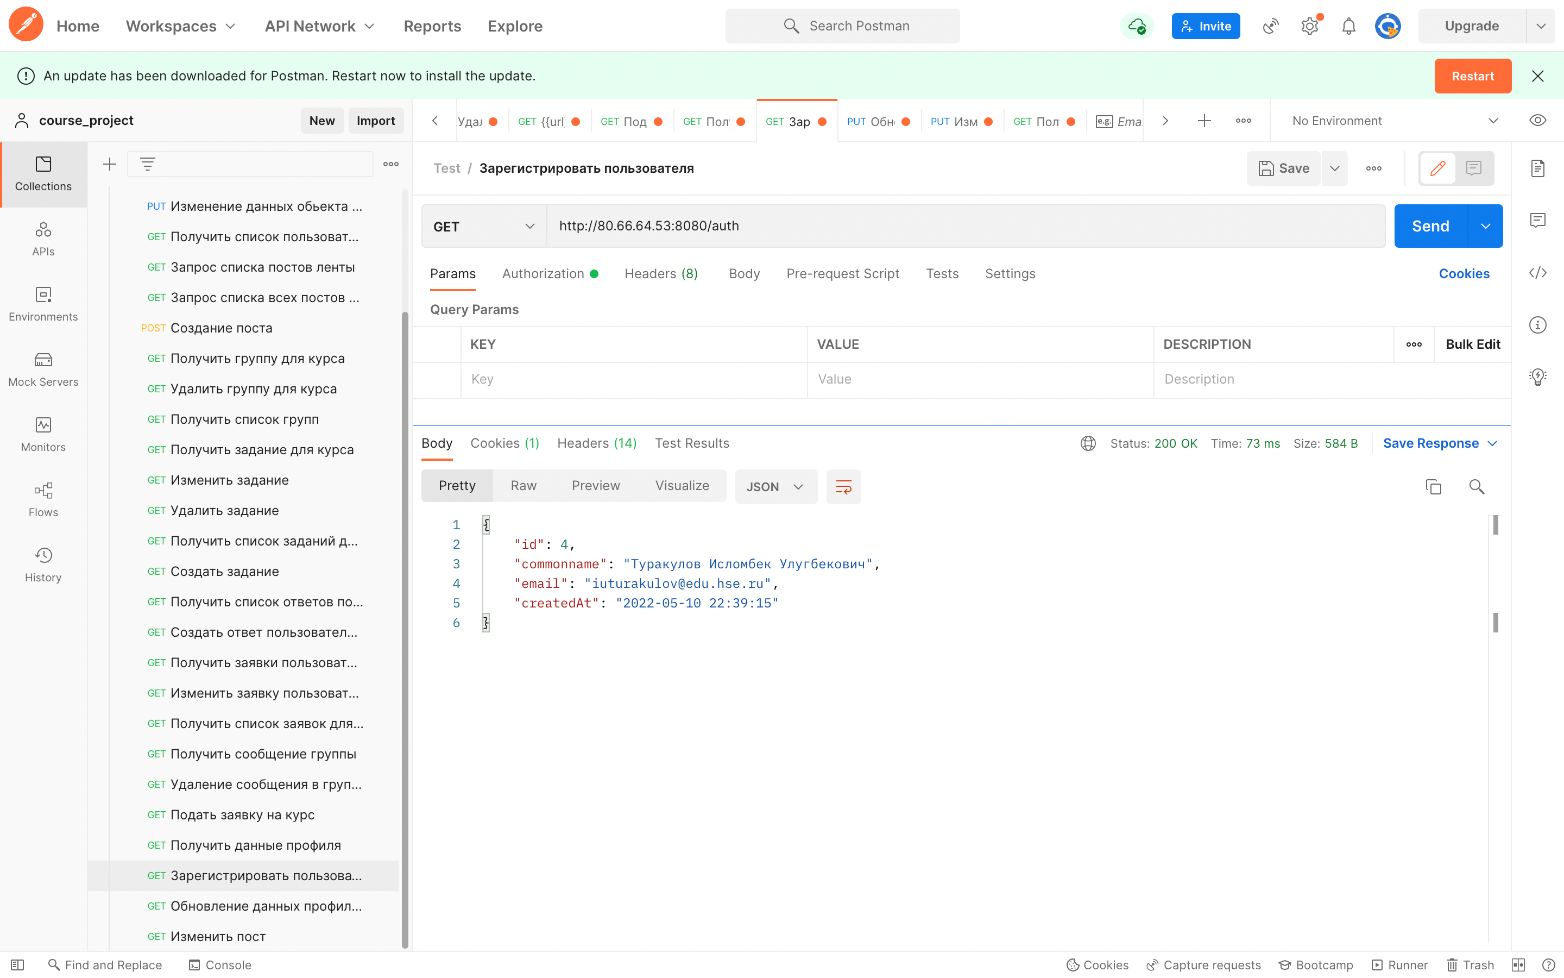 Home
Workspaces
API Network
Reports
Explore
Search Postman
Invite
Upgrade
An update has been downloaded for Postman. Restart now to install the update.
Restart
course_project
New
Import
Удал
GET {{url
GET Под
GET Пол
GET Зар
PUT Обн
PUT Изм
GET Пол
e.g. Ema
No Environment
Collections
APIs
Environments
Mock Servers
Monitors
Flows
History
PUT Изменение данных обьекта ...
GET Получить список пользоват...
GET Запрос списка постов ленты
GET Запрос списка всех постов ...
POST Создание поста
GET Получить группу для курса
GET Удалить группу для курса
GET Получить список групп
GET Получить задание для курса
GET Изменить задание
GET Удалить задание
GET Получить список заданий д...
GET Создать задание
GET Получить список ответов по...
GET Создать ответ пользовател...
GET Получить заявки пользоват...
GET Изменить заявку пользоват...
GET Получить список заявок для...
GET Получить сообщение группы
GET Удаление сообщения в груп...
GET Подать заявку на курс
GET Получить данные профиля
GET Зарегистрировать пользова...
GET Обновление данных профил...
GET Изменить пост
Test / Зарегистрировать пользователя
Save
GET
http://80.66.64.53:8080/auth
Send
Params
Authorization
Headers (8)
Body
Pre-request Script
Tests
Settings
Cookies
Query Params
KEY
VALUE
DESCRIPTION
Bulk Edit
Key
Value
Description
Body
Cookies (1)
Headers (14)
Test Results
Status: 200 OK
Time: 73 ms
Size: 584 B
Save Response
Pretty
Raw
Preview
Visualize
JSON
1 {
2 "id": 4,
3 "commonname": "Туракулов Исломбек Улугбекович",
4 "email": "iuturakulov@edu.hse.ru",
5 "createdAt": "2022-05-10 22:39:15"
6 }
Find and Replace
Console
Cookies
Capture requests
Bootcamp
Runner
Trash